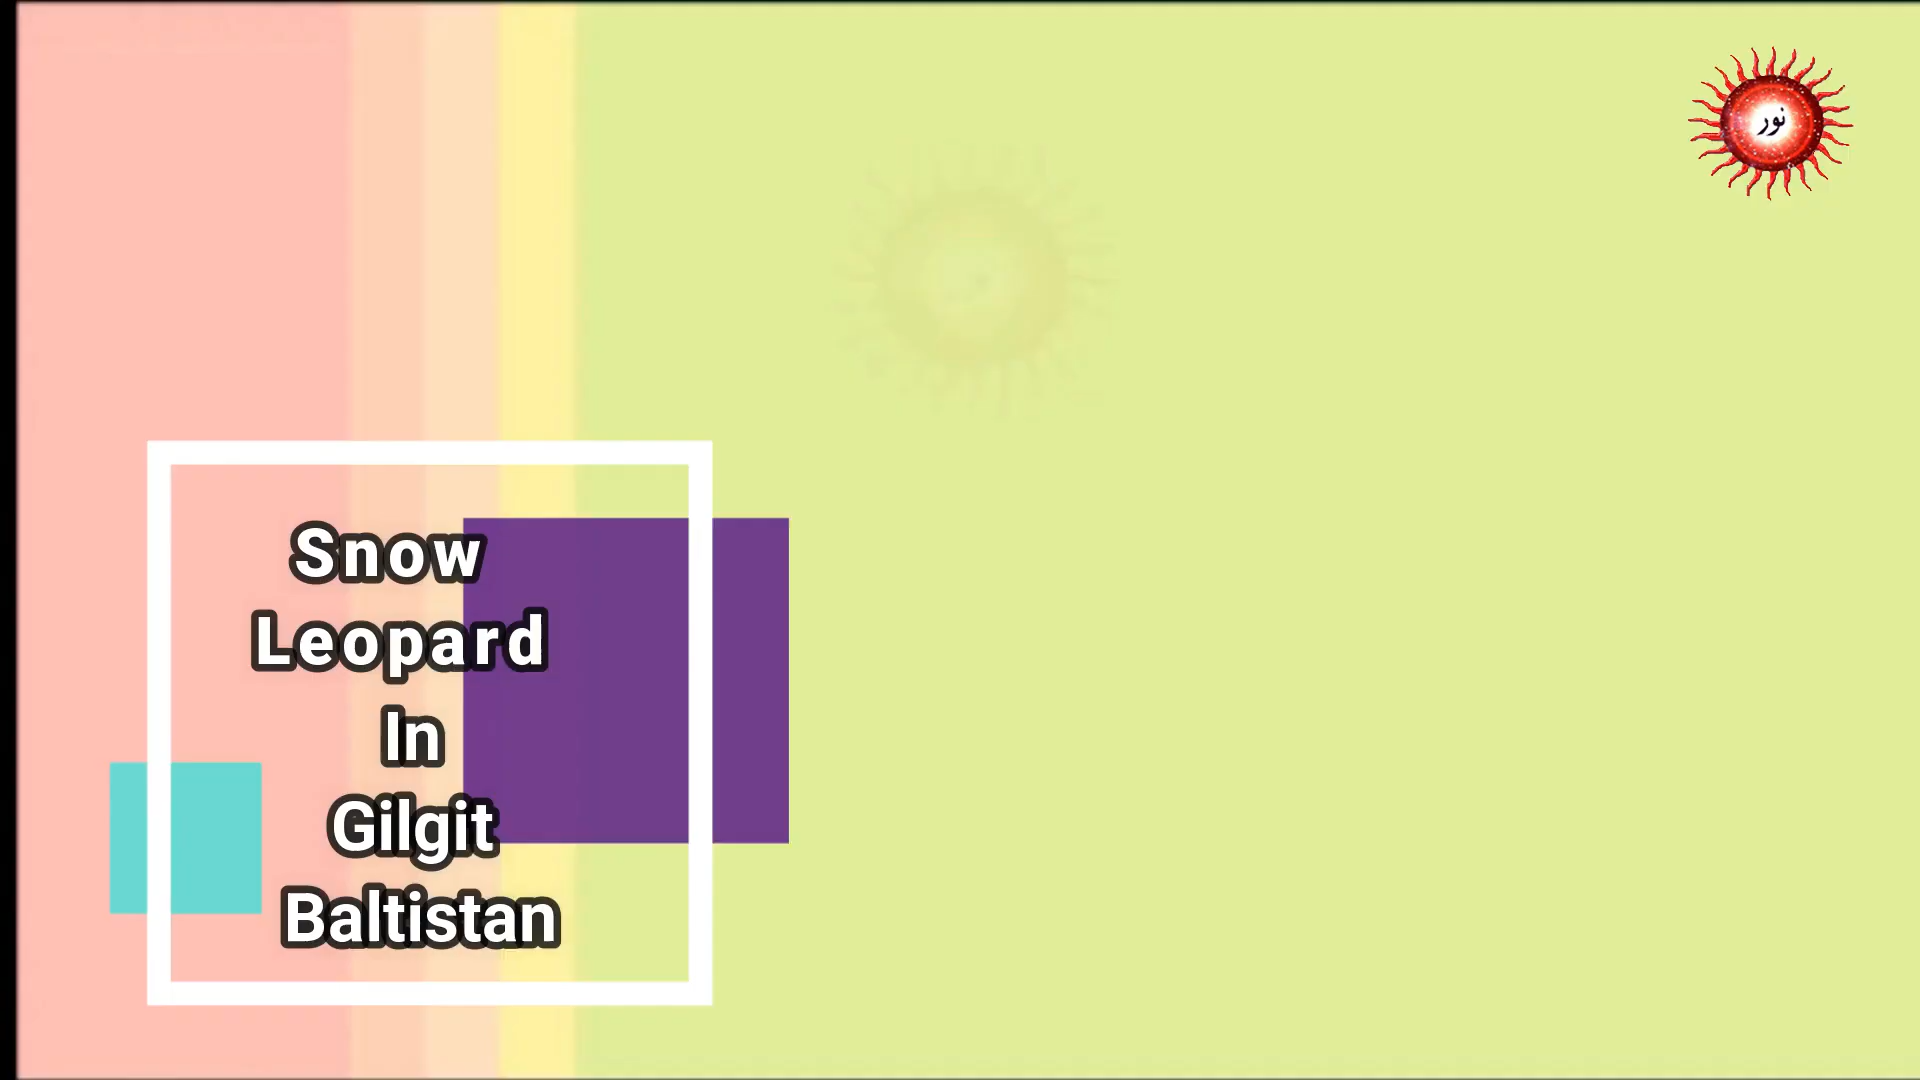 نور
Snow
Leopard
In
Gilgit
Baltistan